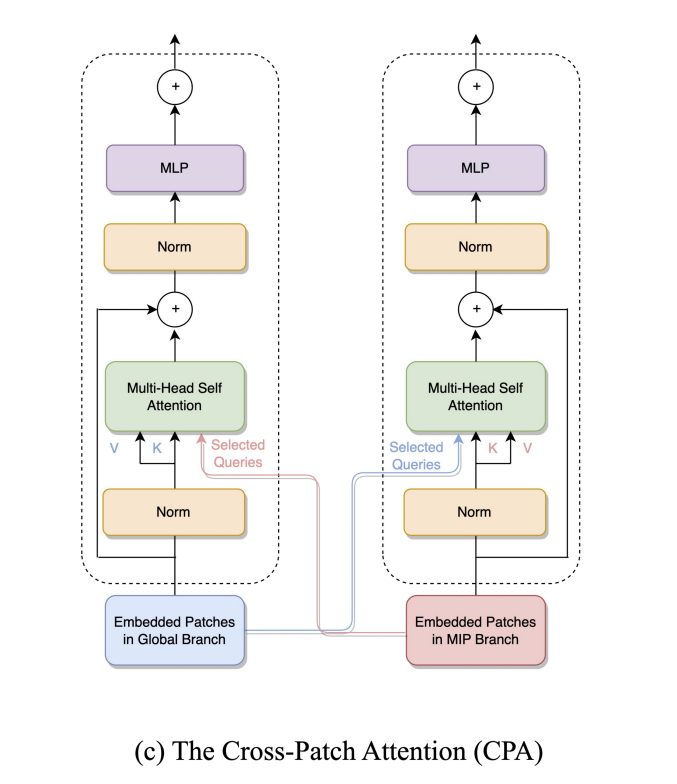 +
+
MLP
MLP
Norm
Norm
+
+
Multi-Head Self
Attention
Multi-Head Self
Attention
V
K
Selected
Queries
Selected
Queries
K
V
Norm
Norm
Embedded Patches
in Global Branch
Embedded Patches
in MIP Branch
(c) The Cross-Patch Attention (CPA)